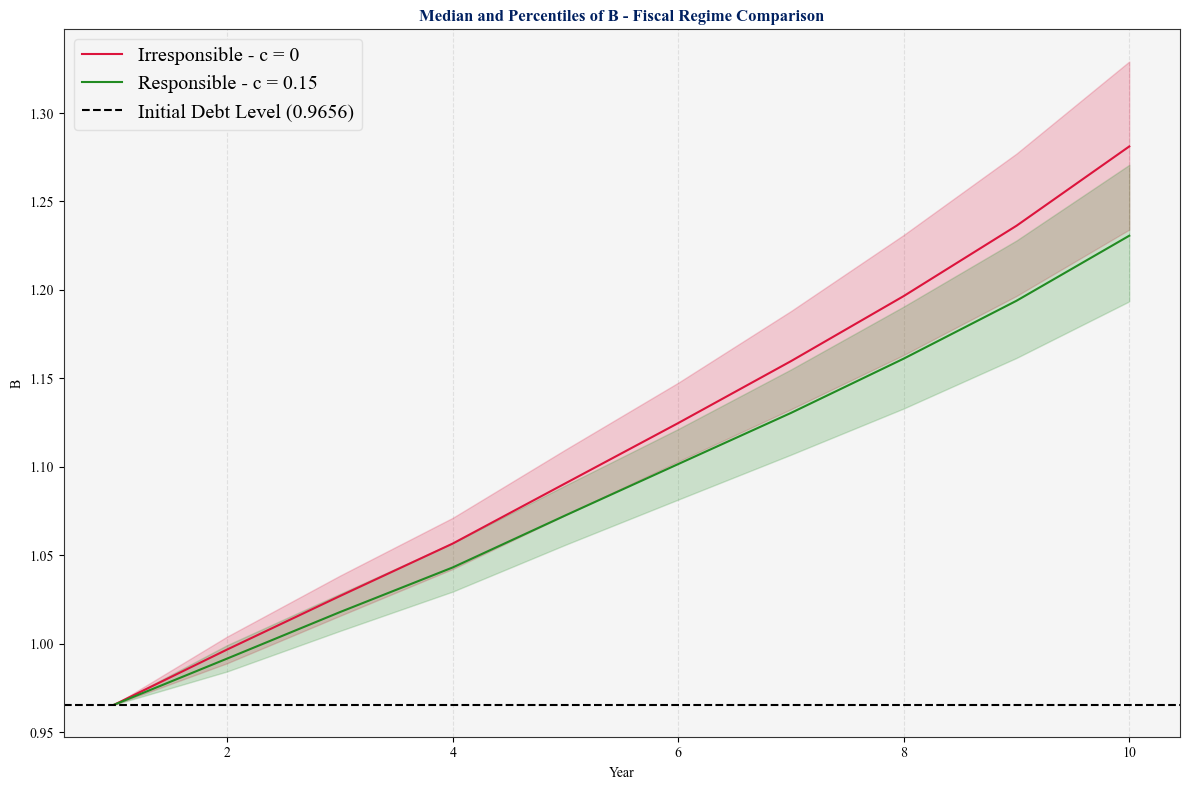 Median and Percentiles of B - Fiscal Regime Comparison
Irresponsible - c = 0
Responsible - c = 0.15
Initial Debt Level (0.9656)
1.30
1.25
1.20
1.15
1.10
1.05
1.00
0.95
B
2
4
6
8
10
Year